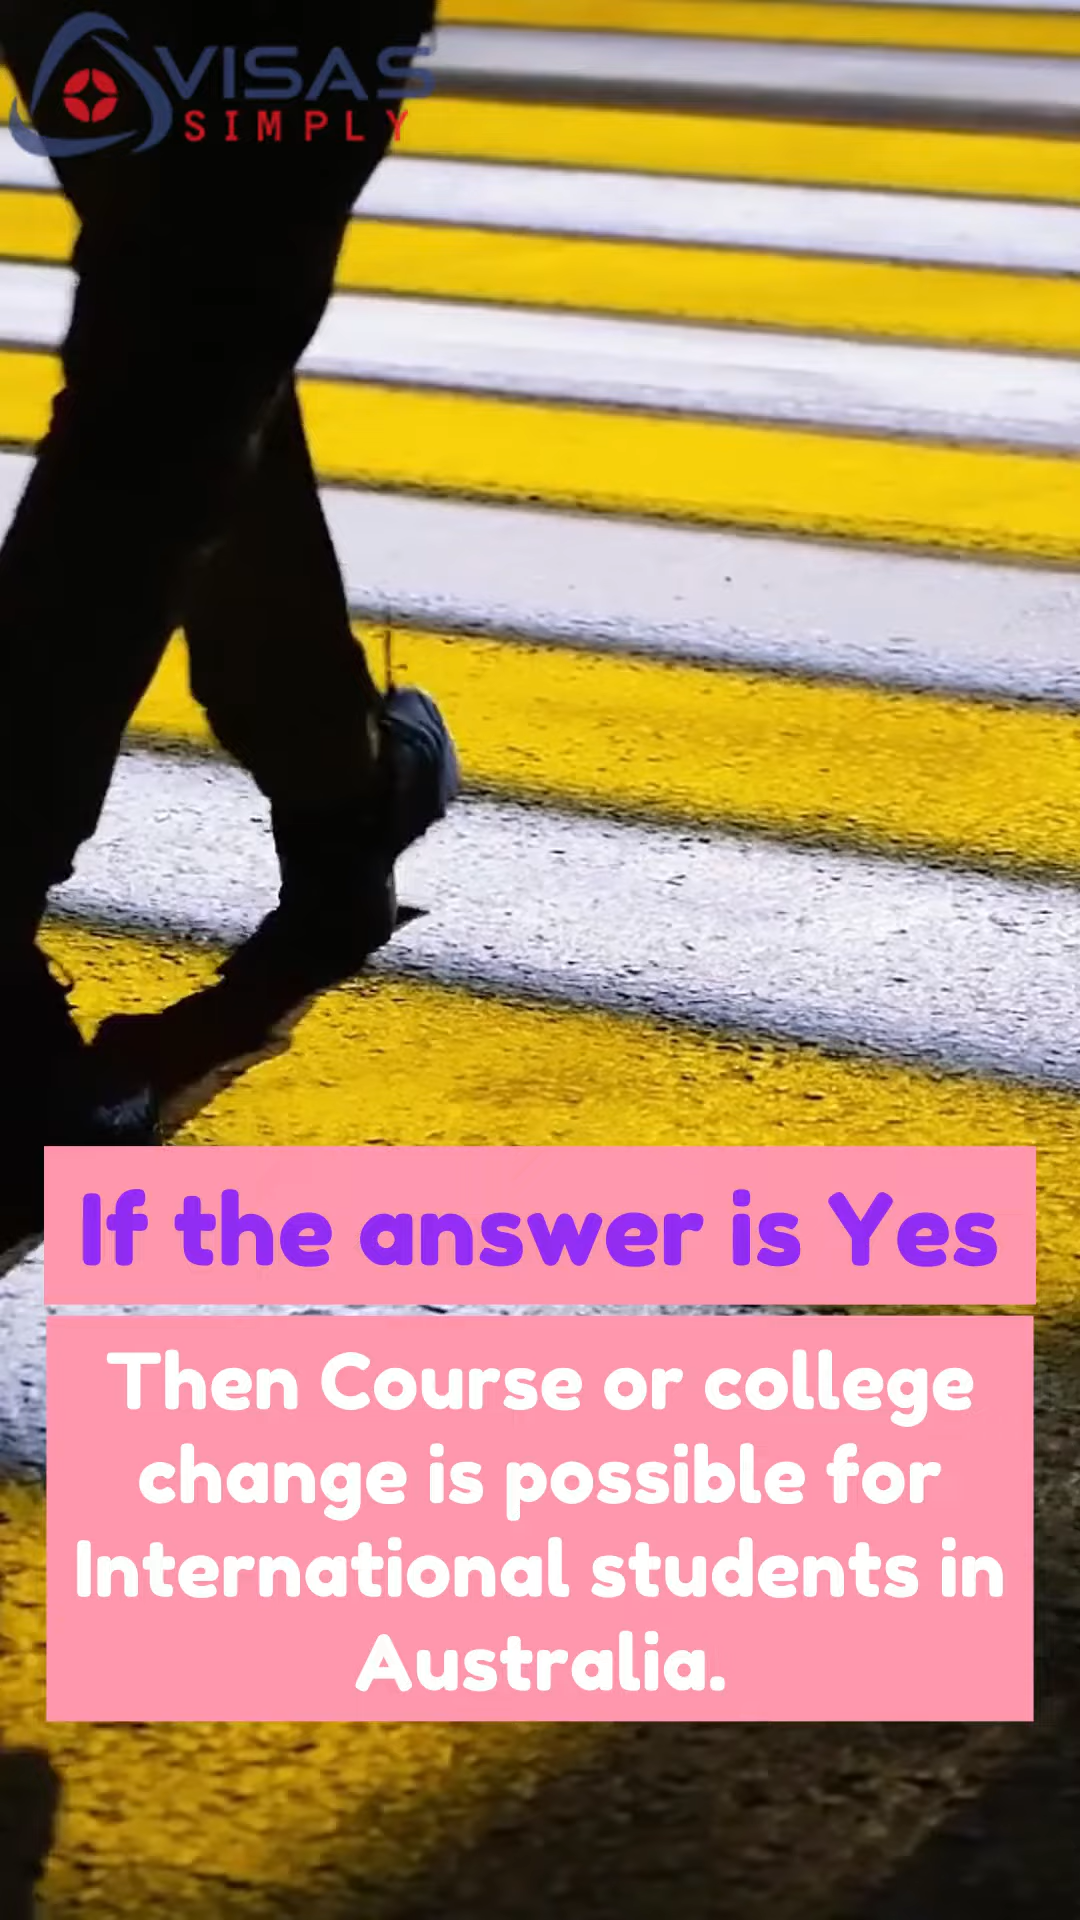 VISAS
SIMPLY
If the answer is Yes
Then Course or college
change is possible for
International students in
Australia.